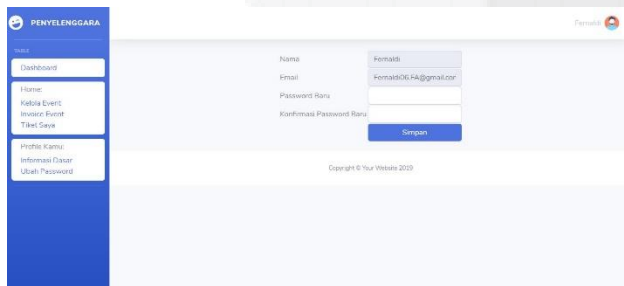 PENYELENGGARA
Fernaldi
Dashboard
Home:
Kelola Event
Invoice Event
Tiket Saya
Profile Kamu:
Informasi Dasar
Ubah Password
Nama
Fernaldi
Email
Fernaldi06.FA@gmail.com
Password Baru
Konfirmasi Password Baru
Simpan
Copyright © Your Website 2019